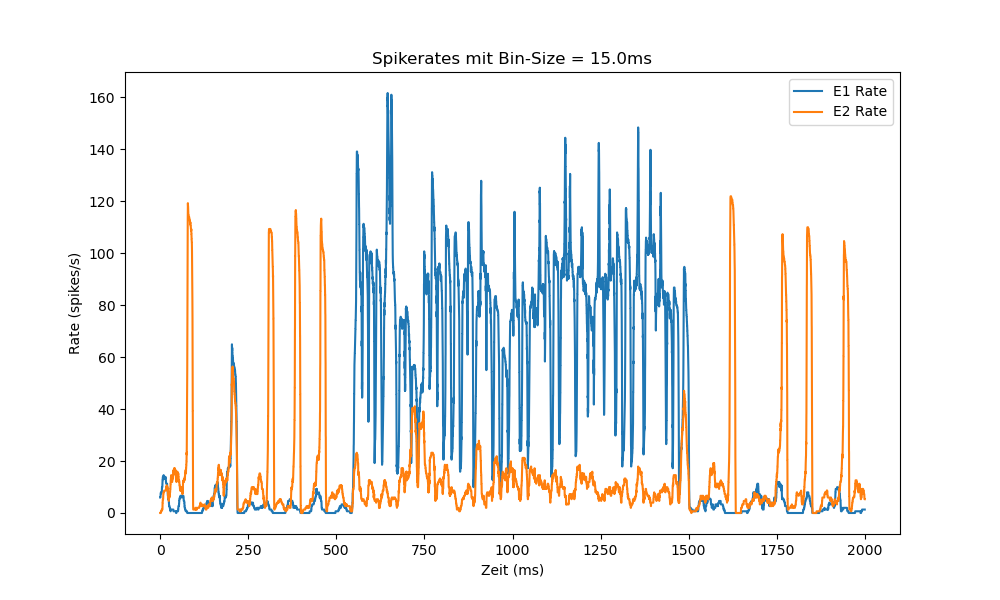 Spikerates mit Bin-Size = 15.0ms
E1 Rate
E2 Rate
Rate (spikes/s)
160
140
120
100
80
60
40
20
0
0 250 500 750 1000 1250 1500 1750 2000
Zeit (ms)